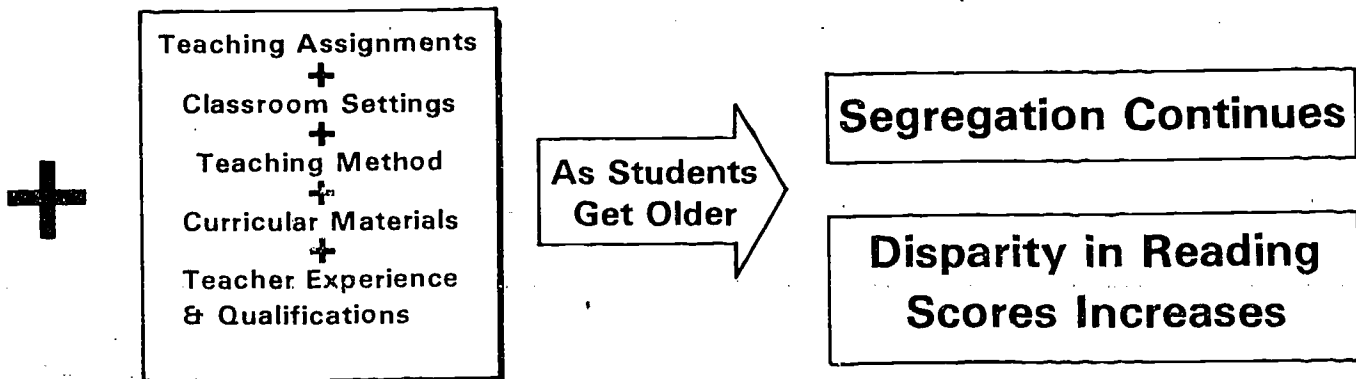 Teaching Assignments
+
Classroom Settings
+
Teaching Method
+
Curricular Materials
+
Teacher Experience
& Qualifications
+
As Students
Get Older
Segregation Continues
Disparity in Reading
Scores Increases